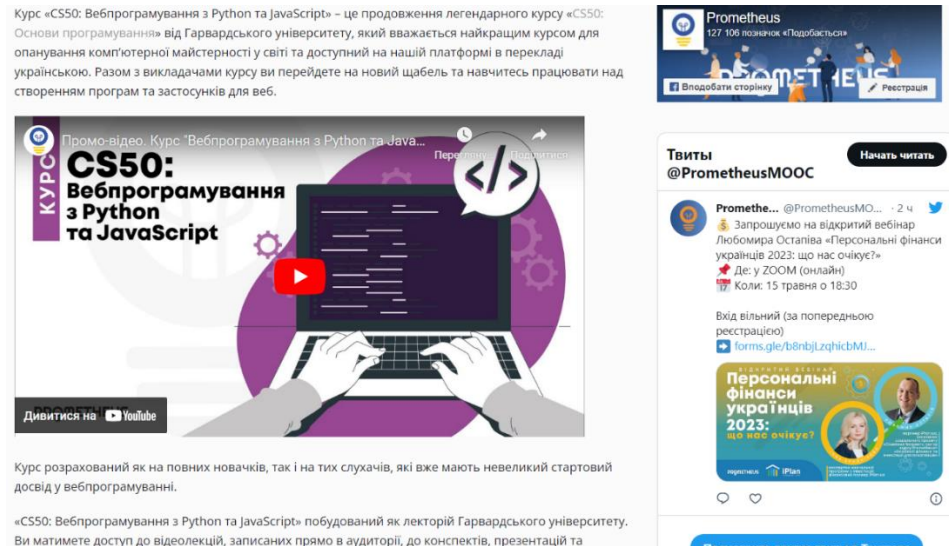 Курс «CS50: Вебпрограмування з Python та JavaScript» – це продовження легендарного курсу «CS50:
Основи програмування» від Гарвардського університету, який вважається найкращим курсом для
опанування комп'ютерної майстерності у світі та доступний на нашій платформі в перекладі
українською. Разом з викладачами курсу ви перейдете на новий щабель та навчитесь працювати над
створенням програм та застосунків для веб.
Промо-відео. Курс "Вебпрограмування з Python та Java...
Переглян
Поділитися
КУРС
CS50:
Вебпрограмування
з Python
та JavaScript
</>
Дивитися на YouTube
Курс розрахований як на повних новачків, так і на тих слухачів, які вже мають невеликий стартовий
досвід у вебпрограмуванні.
«CS50: Вебпрограмування з Python та JavaScript» побудований як лекторій Гарвардського університету.
Ви матимете доступ до відеолекцій, записаних прямо в аудиторії, до конспектів, презентацій та
Prometheus
127 106 позначок «Подобається»
PROMETHEUS
Вподобати сторінку
Реєстрація
Твиты
@PrometheusMOOC
Начать читать
Promethe... @PrometheusMO... · 2 ч
💰 Запрошуємо на відкритий вебінар
Любомира Остапіва «Персональні фінанси
українців 2023: що нас очікує?»
📌 Де: у ZOOM (онлайн)
📅 Коли: 15 травня о 18:30
Вхід вільний (за попередньою
реєстрацією)
➡️ forms.gle/b8nbjLzqhicbMJ...
ВІДКРИТИЙ ВЕБІНАР
Персональні
фінанси
українців
2023:
що нас очікує?
PROMETHEUS
iPlan